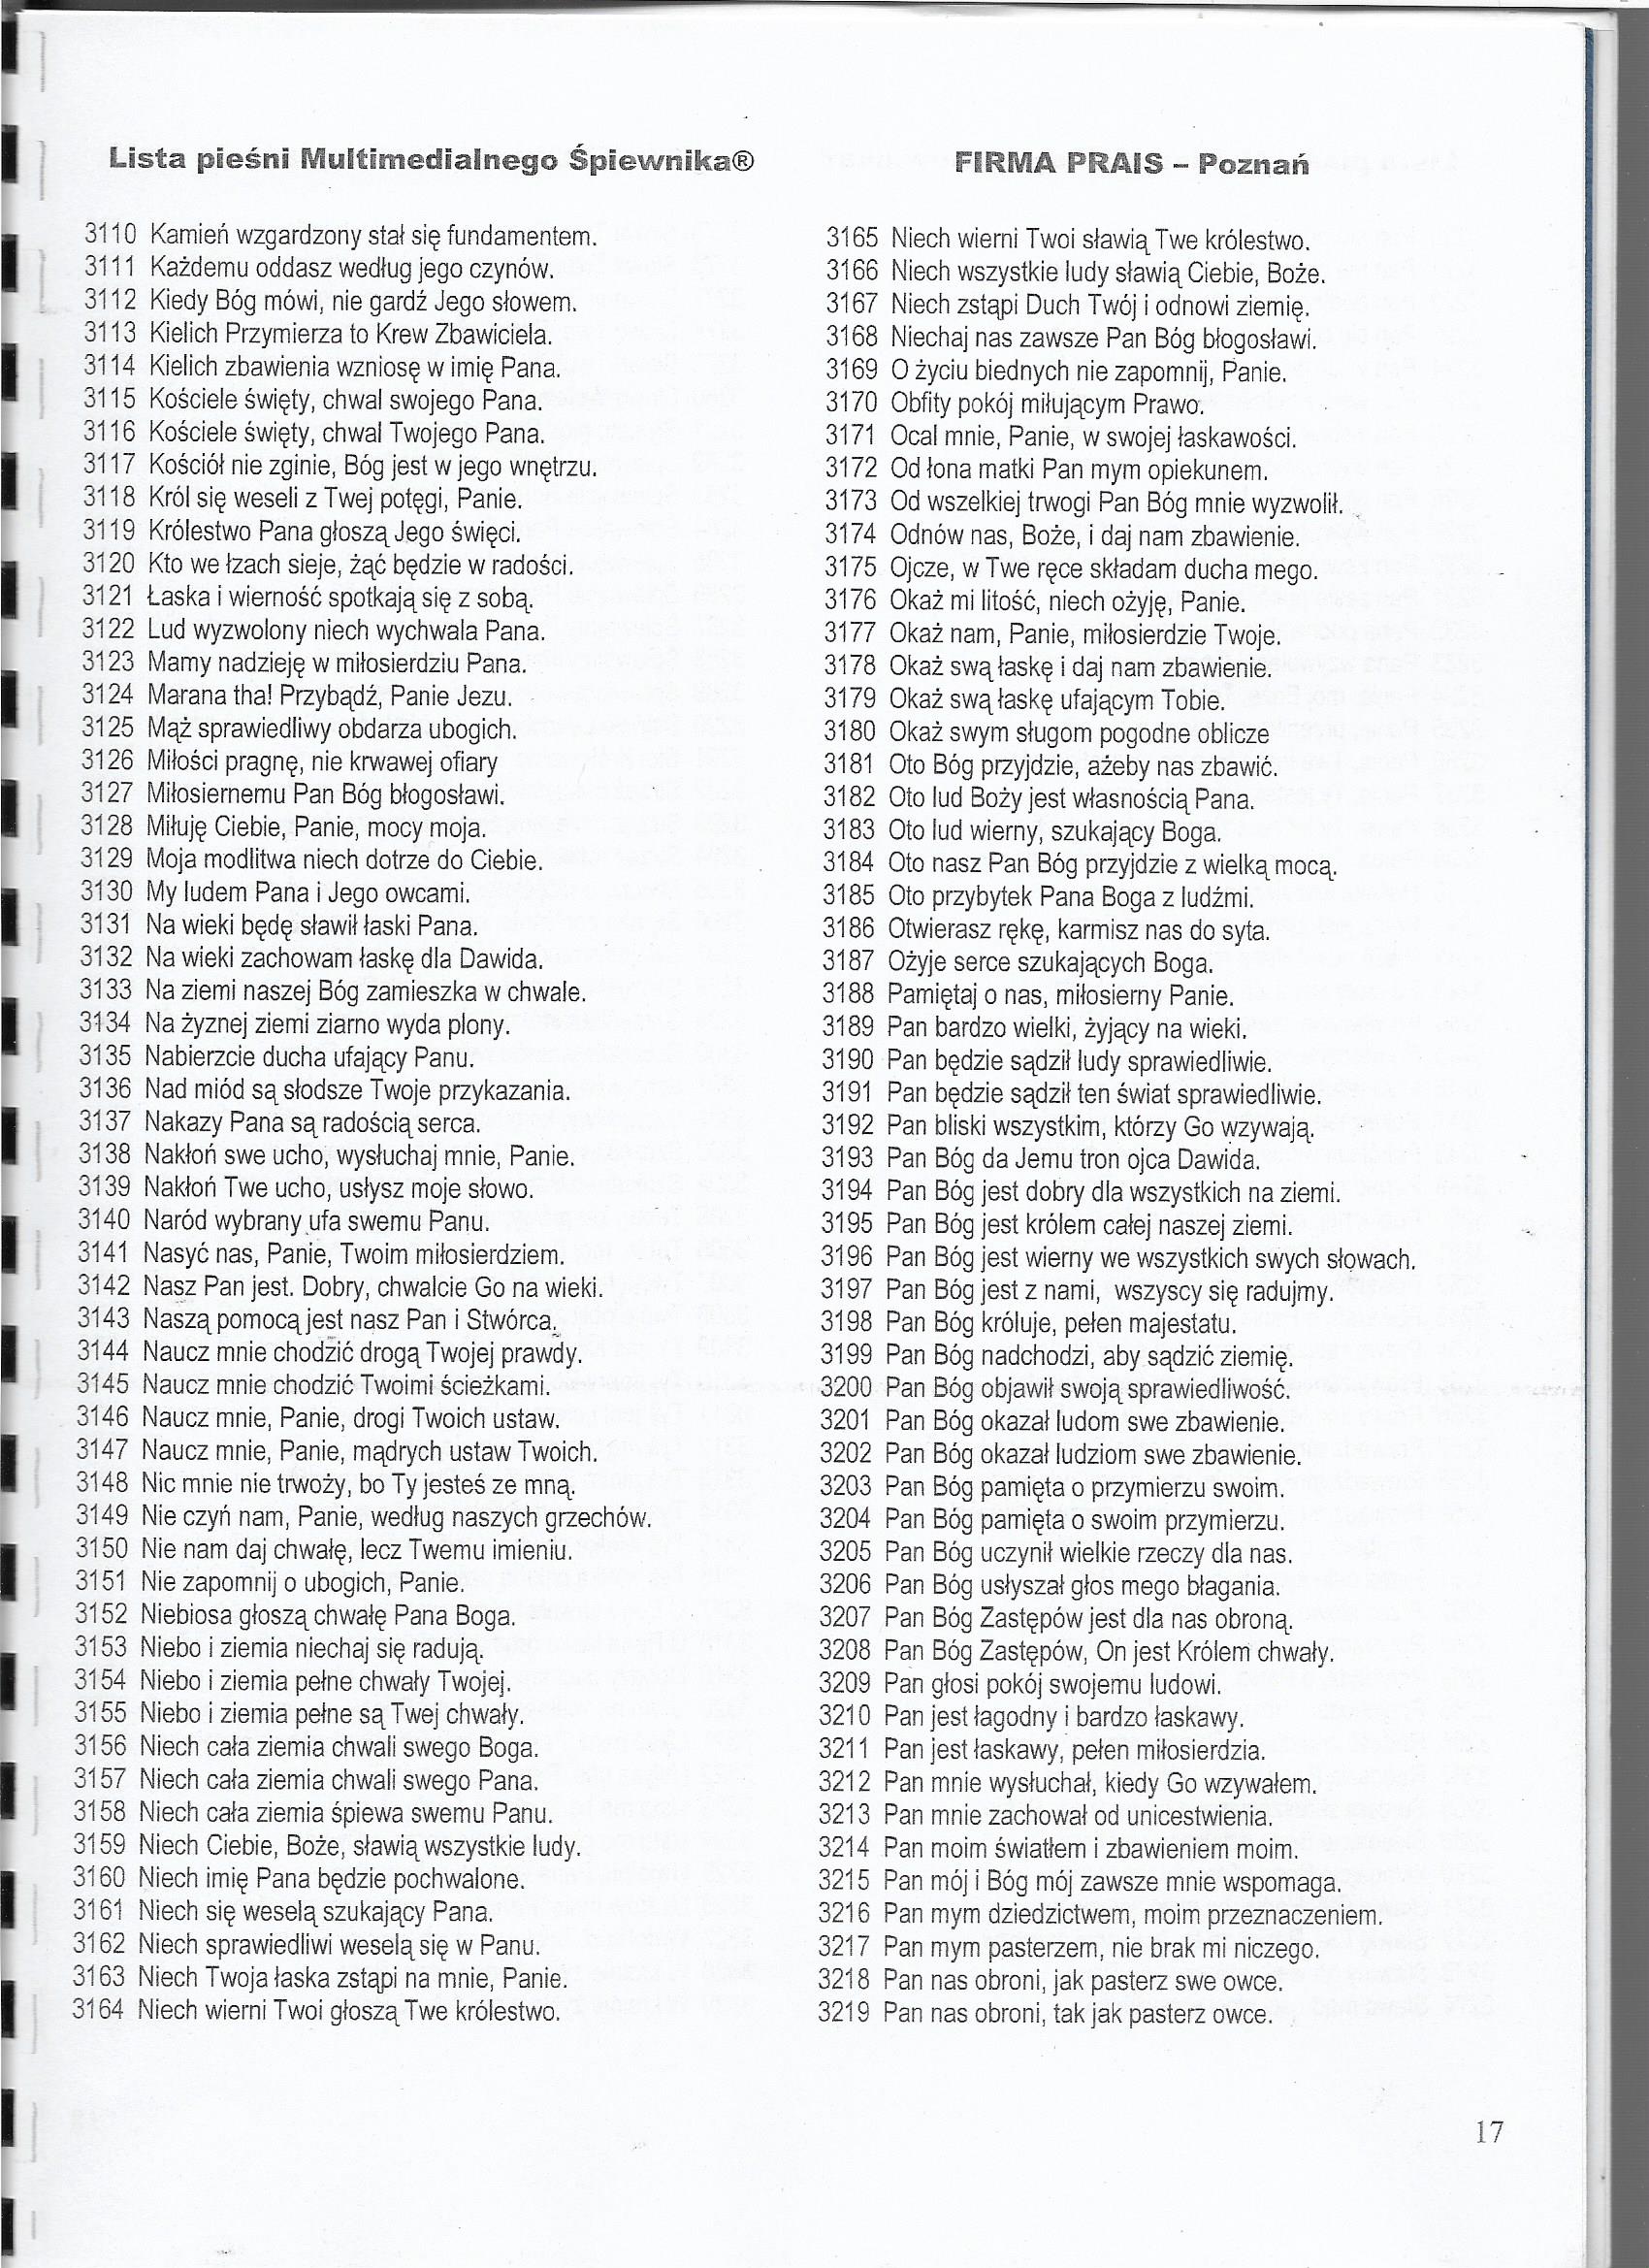 Lista pieśni Multimedialnego Śpiewnika®
3110 Kamień wzgardzony stał się fundamentem.
3111 Każdemu oddasz według jego czynów.
3112 Kiedy Bóg mówi, nie gardź Jego słowem.
3113 Kielich Przymierza to Krew Zbawiciela.
3114 Kielich zbawienia wzniosę w imię Pana.
3115 Kościele święty, chwal swojego Pana.
3116 Kościele święty, chwal Twojego Pana.
3117 Kościół nie zginie, Bóg jest w jego wnętrzu.
3118 Król się weseli z Twej potęgi, Panie.
3119 Królestwo Pana głoszą Jego święci.
3120 Kto we łzach sieje, żąć będzie w radości.
3121 Łaska i wierność spotkają się z sobą.
3122 Lud wyzwolony niech wychwala Pana.
3123 Mamy nadzieję w miłosierdziu Pana.
3124 Marana tha! Przybądź, Panie Jezu.
3125 Mąż sprawiedliwy obdarza ubogich.
3126 Miłości pragnę, nie krwawej ofiary
3127 Miłosiernemu Pan Bóg błogosławi.
3128 Miłuję Ciebie, Panie, mocy moja.
3129 Moja modlitwa niech dotrze do Ciebie.
3130 My ludem Pana i Jego owcami.
3131 Na wieki będę sławił łaski Pana.
3132 Na wieki zachowam łaskę dla Dawida.
3133 Na ziemi naszej Bóg zamieszka w chwale.
3134 Na żyznej ziemi ziarno wyda plony.
3135 Nabierzcie ducha ufający Panu.
3136 Nad miód są słodsze Twoje przykazania.
3137 Nakazy Pana są radością serca.
3138 Nakłoń swe ucho, wysłuchaj mnie, Panie.
3139 Nakłoń Twe ucho, usłysz moje słowo.
3140 Naród wybrany ufa swemu Panu.
3141 Nasyć nas, Panie, Twoim miłosierdziem.
3142 Nasz Pan jest. Dobry, chwalcie Go na wieki.
3143 Naszą pomocą jest nasz Pan i Stwórca.
3144 Naucz mnie chodzić drogą Twojej prawdy.
3145 Naucz mnie chodzić Twoimi ścieżkami.
3146 Naucz mnie, Panie, drogi Twoich ustaw.
3147 Naucz mnie, Panie, mądrych ustaw Twoich.
3148 Nic mnie nie trwoży, bo Ty jesteś ze mną.
3149 Nie czyń nam, Panie, według naszych grzechów.
3150 Nie nam daj chwałę, lecz Twemu imieniu.
3151 Nie zapomnij o ubogich, Panie.
3152 Niebiosa głoszą chwałę Pana Boga.
3153 Niebo i ziemia niechaj się radują.
3154 Niebo i ziemia pełne chwały Twojej.
3155 Niebo i ziemia pełne są Twej chwały.
3156 Niech cała ziemia chwali swego Boga.
3157 Niech cała ziemia chwali swego Pana.
3158 Niech cała ziemia śpiewa swemu Panu.
3159 Niech Ciebie, Boże, sławią wszystkie ludy.
3160 Niech imię Pana będzie pochwalone.
3161 Niech się weselą szukający Pana.
3162 Niech sprawiedliwi weselą się w Panu.
3163 Niech Twoja łaska zstąpi na mnie, Panie.
3164 Niech wierni Twoi głoszą Twe królestwo.
FIRMA PRAIS – Poznań
3165 Niech wierni Twoi sławią Twe królestwo.
3166 Niech wszystkie ludy sławią Ciebie, Boże.
3167 Niech zstąpi Duch Twój i odnowi ziemię.
3168 Niechaj nas zawsze Pan Bóg błogosławi.
3169 O życiu biednych nie zapomnij, Panie.
3170 Obfity pokój miłującym Prawo.
3171 Ocal mnie, Panie, w swojej łaskawości.
3172 Od łona matki Pan mym opiekunem.
3173 Od wszelkiej trwogi Pan Bóg mnie wyzwolił.
3174 Odnów nas, Boże, i daj nam zbawienie.
3175 Ojcze, w Twe ręce składam ducha mego.
3176 Okaż mi litość, niech ożyję, Panie.
3177 Okaż nam, Panie, miłosierdzie Twoje.
3178 Okaż swą łaskę i daj nam zbawienie.
3179 Okaż swą łaskę ufającym Tobie.
3180 Okaż swym sługom pogodne oblicze
3181 Oto Bóg przyjdzie, ażeby nas zbawić.
3182 Oto lud Boży jest własnością Pana.
3183 Oto lud wierny, szukający Boga.
3184 Oto nasz Pan Bóg przyjdzie z wielką mocą.
3185 Oto przybytek Pana Boga z ludźmi.
3186 Otwierasz rękę, karmisz nas do syta.
3187 Ożyje serce szukających Boga.
3188 Pamiętaj o nas, miłosierny Panie.
3189 Pan bardzo wielki, żyjący na wieki.
3190 Pan będzie sądził ludy sprawiedliwie.
3191 Pan będzie sądził ten świat sprawiedliwie.
3192 Pan bliski wszystkim, którzy Go wzywają.
3193 Pan Bóg da Jemu tron ojca Dawida.
3194 Pan Bóg jest dobry dla wszystkich na ziemi.
3195 Pan Bóg jest królem całej naszej ziemi.
3196 Pan Bóg jest wierny we wszystkich swych słowach.
3197 Pan Bóg jest z nami, wszyscy się radujmy.
3198 Pan Bóg króluje, pełen majestatu.
3199 Pan Bóg nadchodzi, aby sądzić ziemię.
3200 Pan Bóg objawił swoją sprawiedliwość.
3201 Pan Bóg okazał ludom swe zbawienie.
3202 Pan Bóg okazał ludziom swe zbawienie.
3203 Pan Bóg pamięta o przymierzu swoim.
3204 Pan Bóg pamięta o swoim przymierzu.
3205 Pan Bóg uczynił wielkie rzeczy dla nas.
3206 Pan Bóg usłyszał głos mego błagania.
3207 Pan Bóg Zastępów jest dla nas obroną.
3208 Pan Bóg Zastępów, On jest Królem chwały.
3209 Pan głosi pokój swojemu ludowi.
3210 Pan jest łagodny i bardzo łaskawy.
3211 Pan jest łaskawy, pełen miłosierdzia.
3212 Pan mnie wysłuchał, kiedy Go wzywałem.
3213 Pan mnie zachował od unicestwienia.
3214 Pan moim światłem i zbawieniem moim.
3215 Pan mój i Bóg mój zawsze mnie wspomaga.
3216 Pan mym dziedzictwem, moim przeznaczeniem.
3217 Pan mym pasterzem, nie brak mi niczego.
3218 Pan nas obroni, jak pasterz swe owce.
3219 Pan nas obroni, tak jak pasterz owce.
17